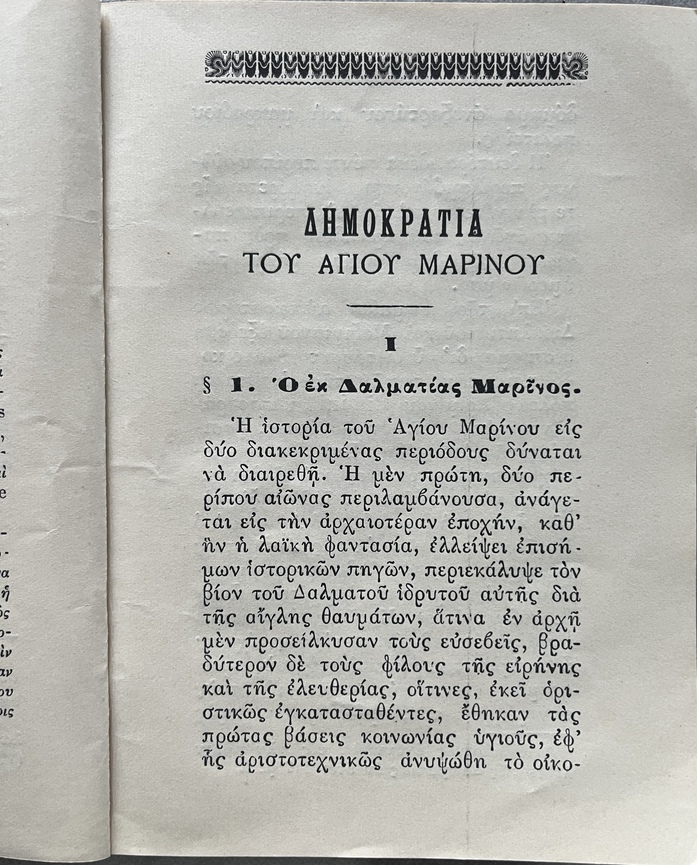 ΔΗΜΟΚΡΑΤΙΑ
ΤΟΥ ΑΓΙΟΥ ΜΑΡΙΝΟΥ
I
§ 1. Ὁ ἐκ Δαλματίας Μαρῖνος.
Ἡ ἱστορία τοῦ Ἁγίου Μαρίνου εἰς
δύο διακεκριμένας περιόδους δύναται
νὰ διαιρεθῇ. Ἡ μὲν πρώτη, δύο πε-
ρίπου αἰῶνας περιλαμβάνουσα, ἀνάγε-
ται εἰς τὴν ἀρχαιοτέραν ἐποχήν, καθ’
ἣν ἡ λαϊκὴ φαντασία, ἐλλείψει ἐπισή-
μων ἱστορικῶν πηγῶν, περιεκάλυψε τὸν
βίον τοῦ Δαλματοῦ ἱδρυτοῦ αὐτῆς διὰ
τῆς αἴγλης θαυμάτων, ἅτινα ἐν ἀρχῇ
μὲν προσείλκυσαν τοὺς εὐσεβεῖς, βρα-
δύτερον δὲ τοὺς φίλους τῆς εἰρήνης
καὶ τῆς ἐλευθερίας, οἵτινες, ἐκεῖ ὁρι-
στικῶς ἐγκατασταθέντες, ἔθηκαν τὰς
πρώτας βάσεις κοινωνίας ὑγιοῦς, ἐφ’
ἧς ἀριστοτεχνικῶς ἀνυψώθη τὸ οἰκο-